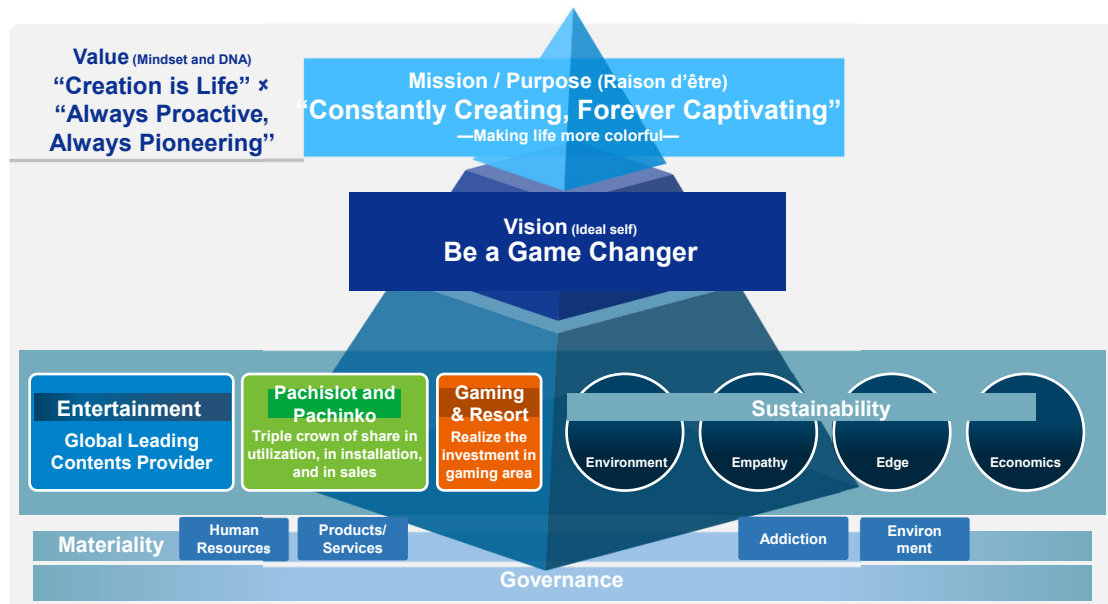 Value (Mindset and DNA)
“Creation is Life” ×
“Always Proactive,
Always Pioneering”
Mission / Purpose (Raison d’être)
“Constantly Creating, Forever Captivating”
—Making life more colorful—
Vision (Ideal self)
Be a Game Changer
Entertainment
Global Leading
Contents Provider
Pachislot and
Pachinko
Triple crown of share in
utilization, in installation,
and in sales
Gaming
& Resort
Realize the
investment in
gaming area
Sustainability
Environment
Empathy
Edge
Economics
Materiality
Human
Resources
Products/
Services
Addiction
Environ
ment
Governance